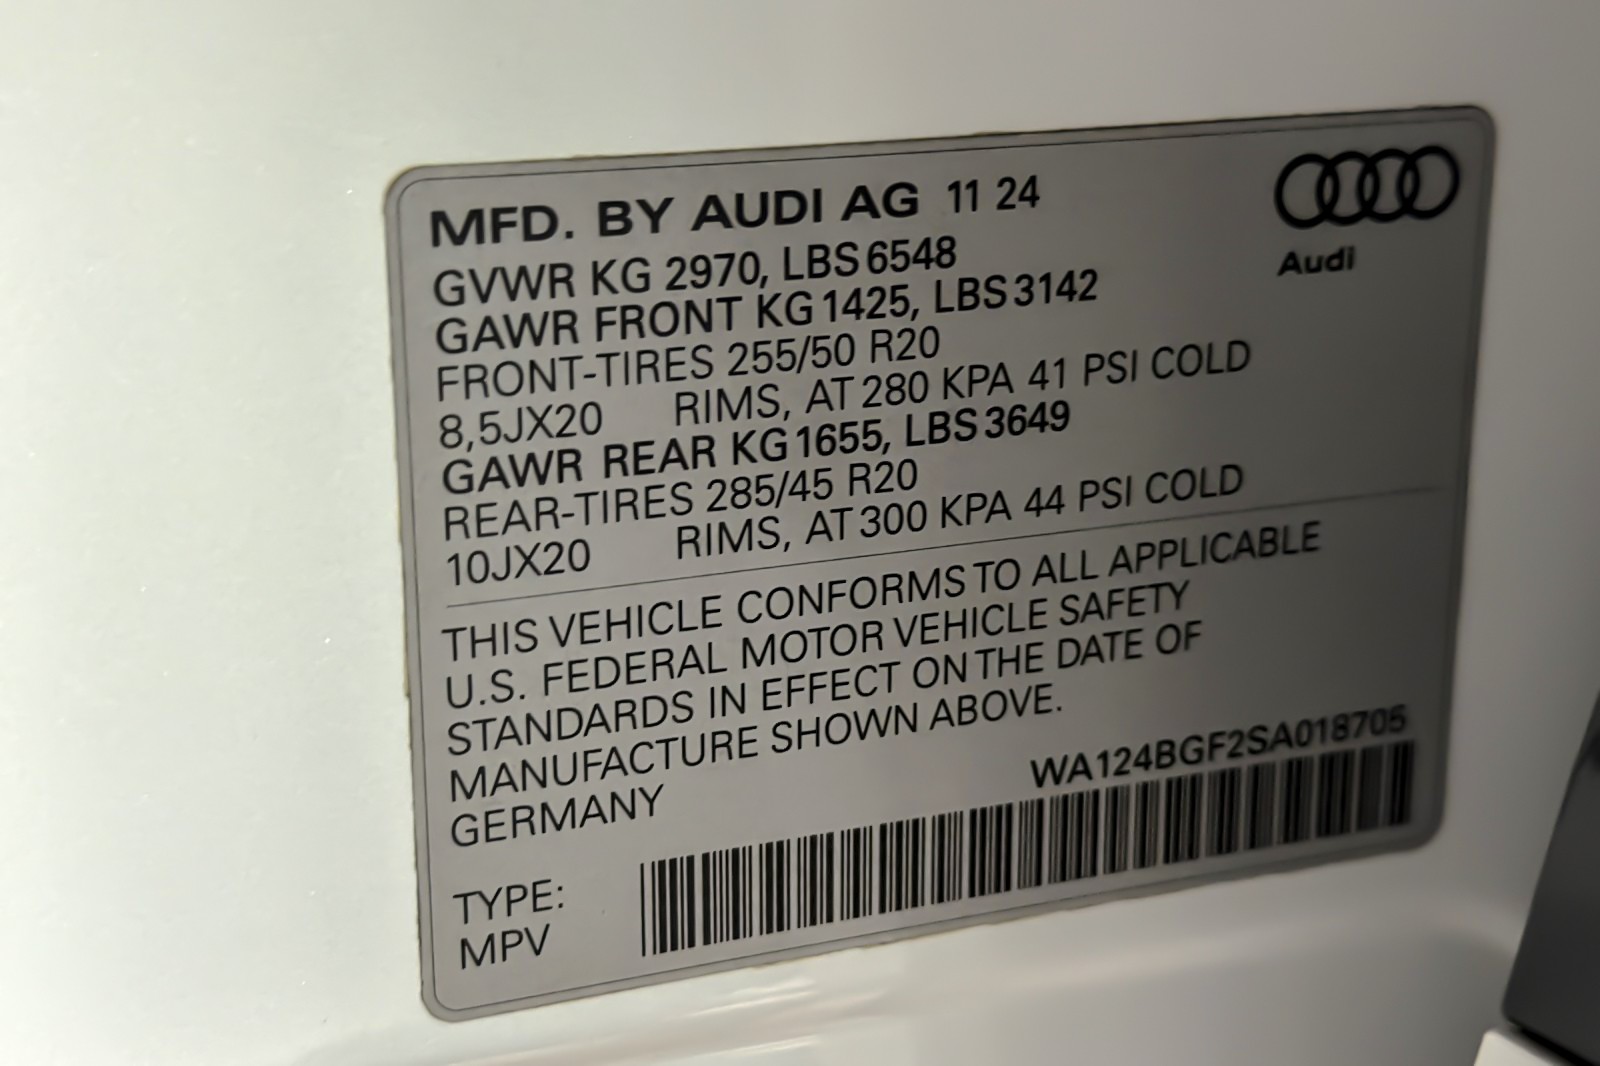 MFD. BY AUDI AG 11 24
Audi
GVWR KG 2970, LBS 6548
GAWR FRONT KG 1425, LBS 3142
FRONT-TIRES 255/50 R20
8,5JX20 RIMS, AT 280 KPA 41 PSI COLD
GAWR REAR KG 1655, LBS 3649
REAR-TIRES 285/45 R20
10JX20 RIMS, AT 300 KPA 44 PSI COLD
THIS VEHICLE CONFORMS TO ALL APPLICABLE
U.S. FEDERAL MOTOR VEHICLE SAFETY
STANDARDS IN EFFECT ON THE DATE OF
MANUFACTURE SHOWN ABOVE.
GERMANY
WA124BGF2SA018705
TYPE:
MPV